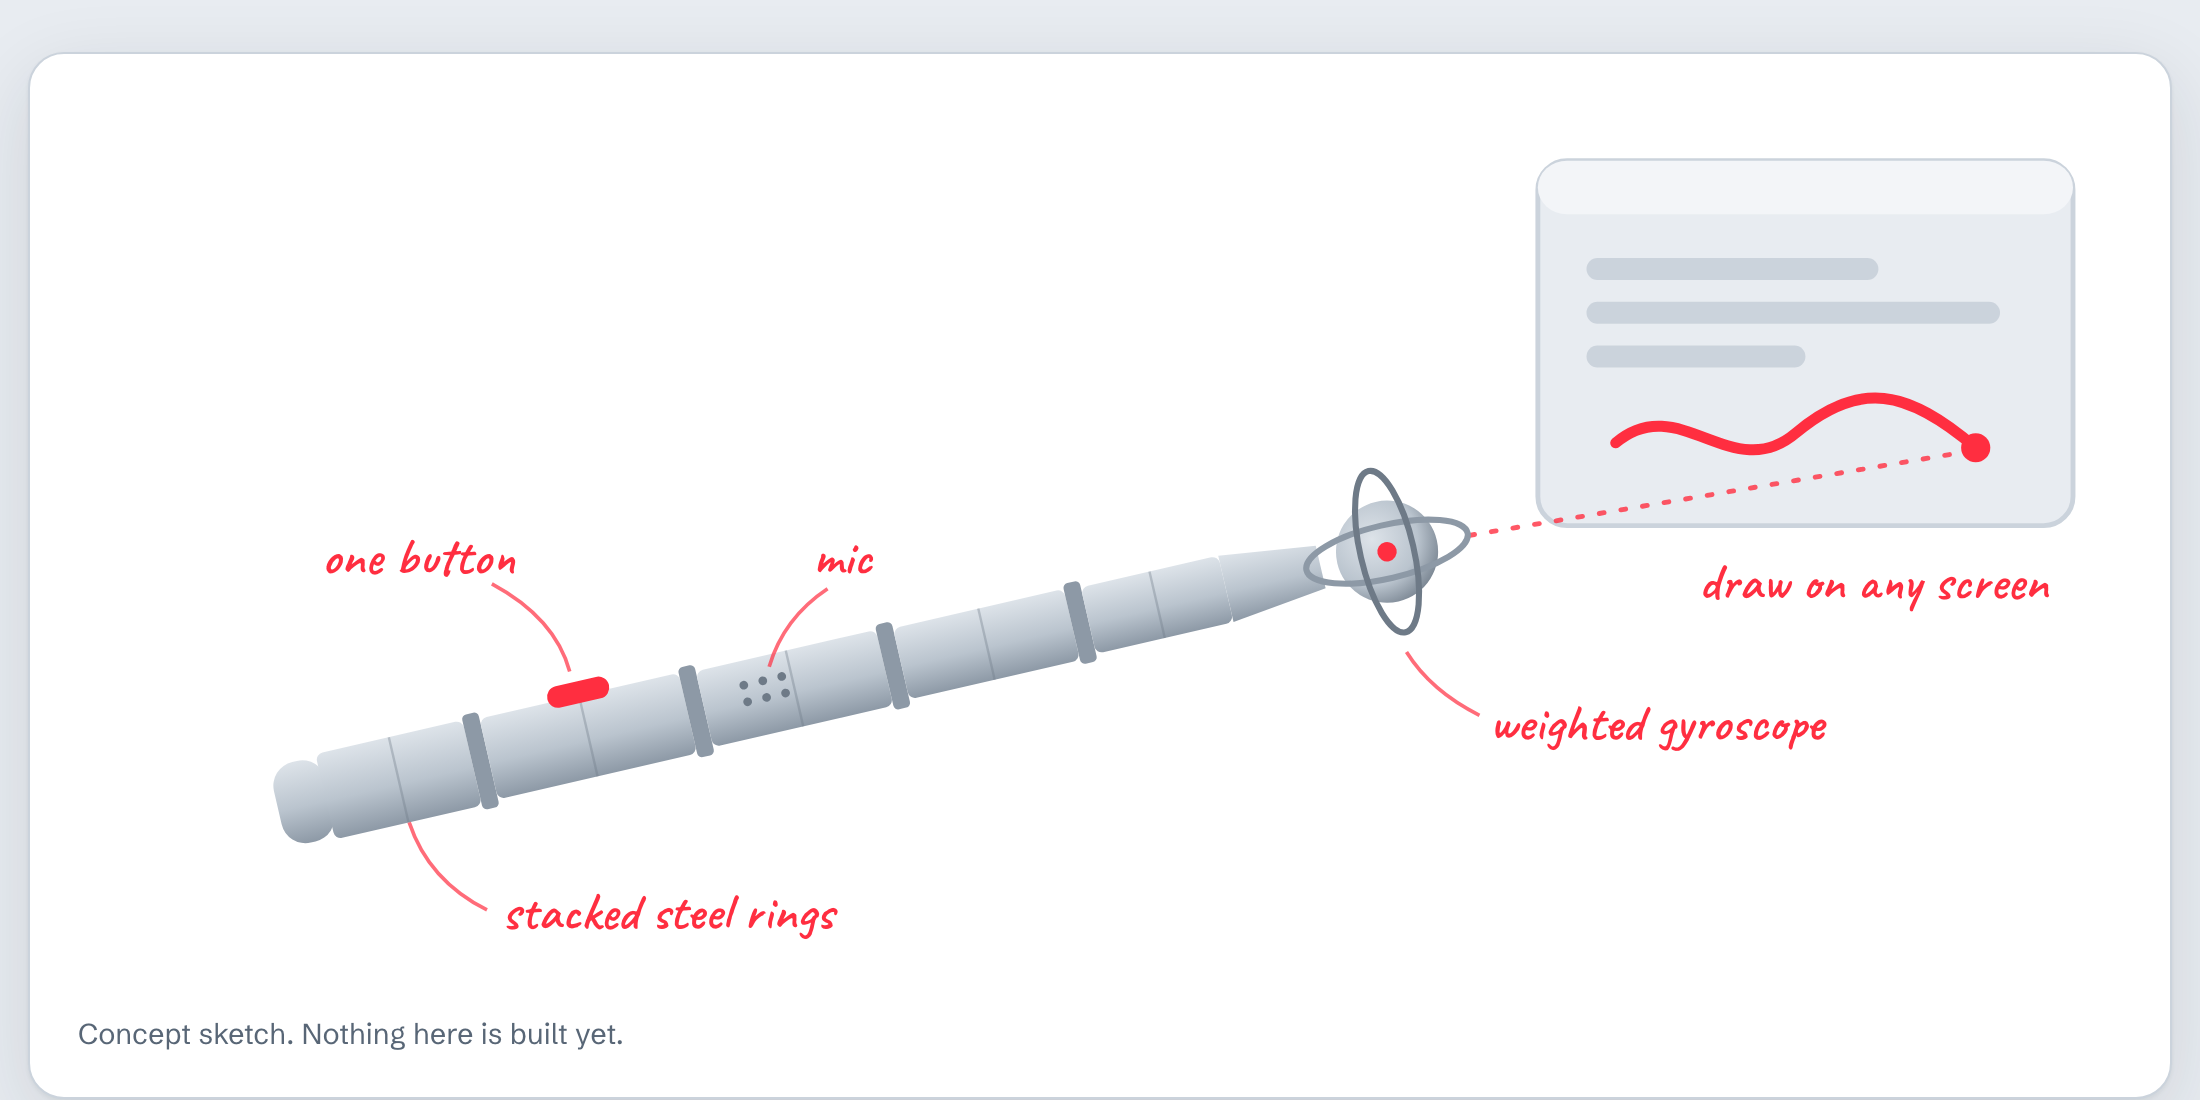 one button
mic
draw on any screen
weighted gyroscope
stacked steel rings
Concept sketch. Nothing here is built yet.